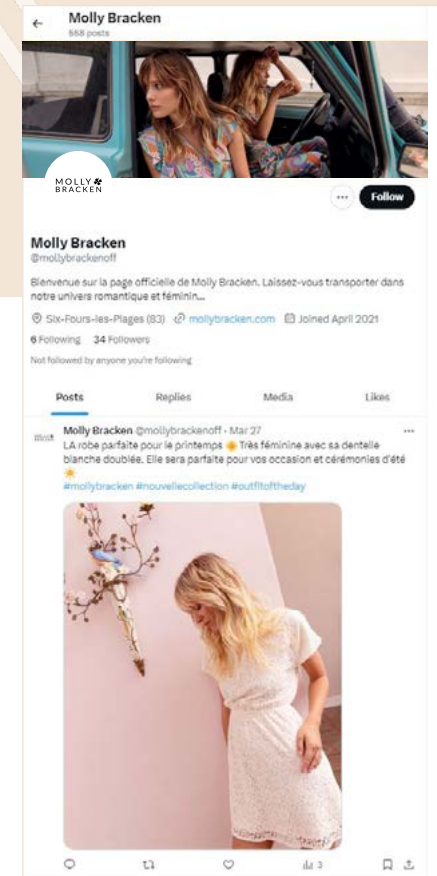 Molly Bracken
558 posts
MOLLY
BRACKEN
Follow
Molly Bracken
@mollybrackenoff
Bienvenue sur la page officielle de Molly Bracken. Laissez-vous transporter dans
notre univers romantique et féminin...
Six-Fours-les-Plages (83) mollybracken.com Joined April 2021
6 Following 34 Followers
Not followed by anyone you're following
Posts Replies Media Likes
Molly Bracken @mollybrackenoff · Mar 27
LA robe parfaite pour le printemps ☀️ Très féminine avec sa dentelle
blanche doublée. Elle sera parfaite pour vos occasion et cérémonies d'été
☀️
#mollybracken #nouvellecollection #outfitoftheday
3